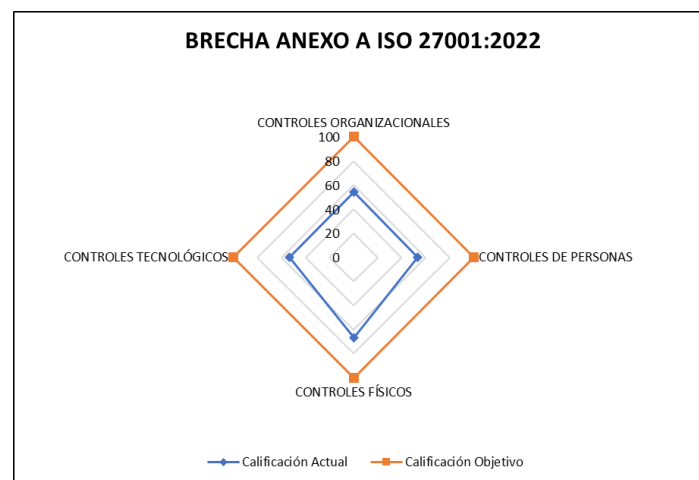 BRECHA ANEXO A ISO 27001:2022
CONTROLES ORGANIZACIONALES
100
80
60
40
20
0
CONTROLES TECNOLÓGICOS
CONTROLES DE PERSONAS
CONTROLES FÍSICOS
Calificación Actual
Calificación Objetivo